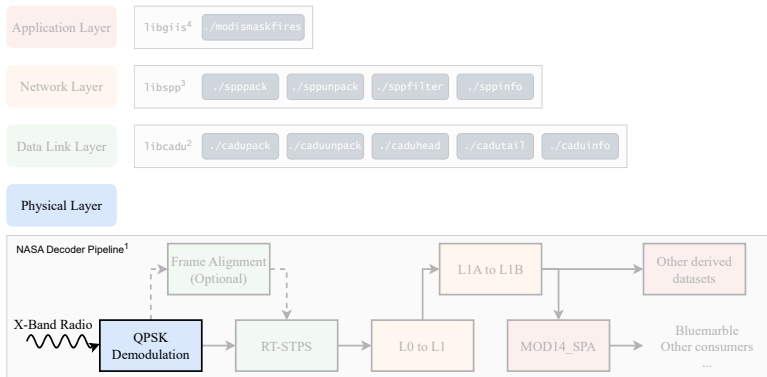 Application Layer
libgiis⁴ ./modismaskfires
Network Layer
libspp³ ./spppack ./sppunpack ./sppfilter ./sppinfo
Data Link Layer
libcadu² ./cadupack ./caduunpack ./caduhead ./cadutail ./caduinfo
Physical Layer
NASA Decoder Pipeline¹
Frame Alignment
(Optional)
L1A to L1B
Other derived
datasets
X-Band Radio
QPSK
Demodulation
RT-STPS
L0 to L1
MOD14_SPA
Bluemarble
Other consumers
...